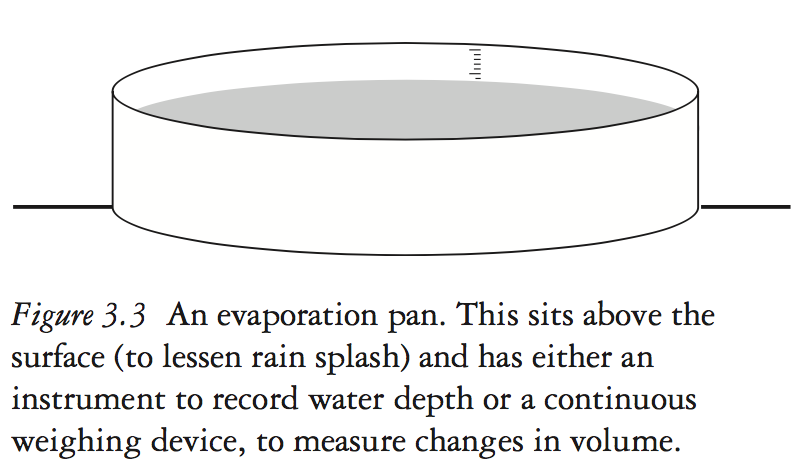 Figure 3.3 An evaporation pan. This sits above the
surface (to lessen rain splash) and has either an
instrument to record water depth or a continuous
weighing device, to measure changes in volume.